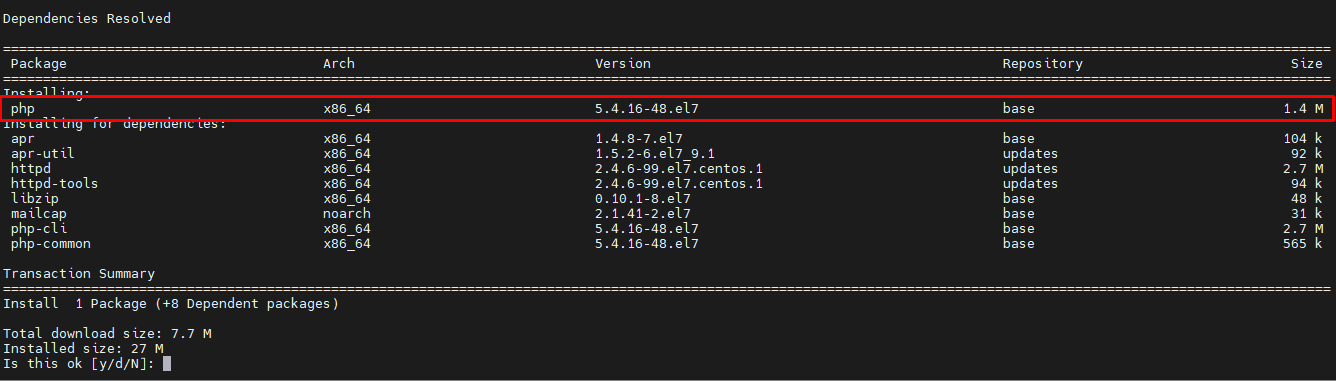 Dependencies Resolved
================================================================================
Package Arch Version Repository Size
================================================================================
Installing:
php x86_64 5.4.16-48.el7 base 1.4 M
Installing for dependencies:
apr x86_64 1.4.8-7.el7 base 104 k
apr-util x86_64 1.5.2-6.el7_9.1 updates 92 k
httpd x86_64 2.4.6-99.el7.centos.1 updates 2.7 M
httpd-tools x86_64 2.4.6-99.el7.centos.1 updates 94 k
libzip x86_64 0.10.1-8.el7 base 48 k
mailcap noarch 2.1.41-2.el7 base 31 k
php-cli x86_64 5.4.16-48.el7 base 2.7 M
php-common x86_64 5.4.16-48.el7 base 565 k
Transaction Summary
================================================================================
Install 1 Package (+8 Dependent packages)
Total download size: 7.7 M
Installed size: 27 M
Is this ok [y/d/N]: